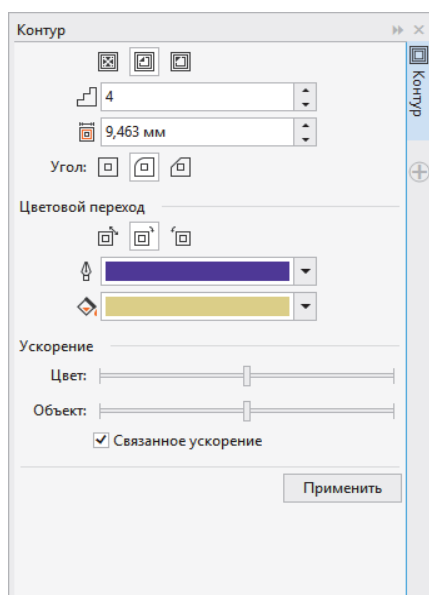 Контур
4
9,463 мм
Угол:
Цветовой переход
Ускорение
Цвет:
Объект:
Связанное ускорение
Применить
Контур